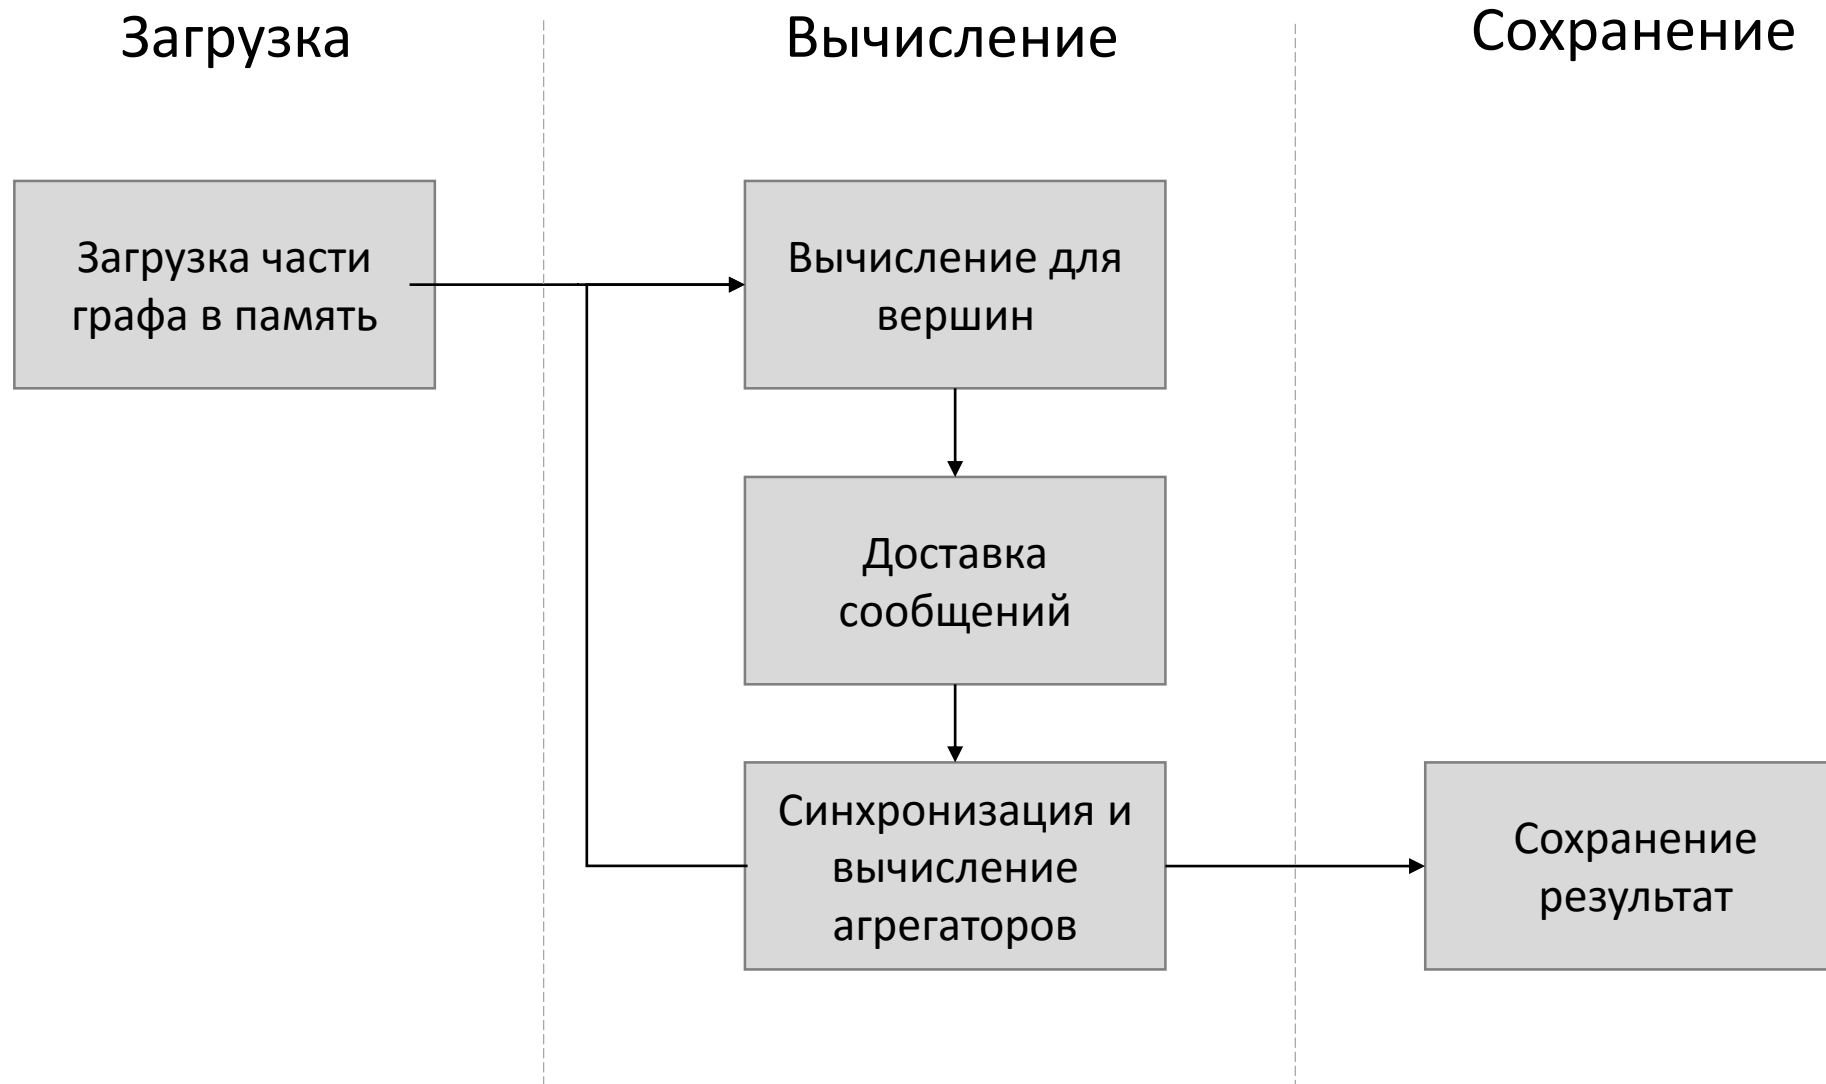 Загрузка
Вычисление
Сохранение
Загрузка части
графа в память
Вычисление для
вершин
Доставка
сообщений
Синхронизация и
вычисление
агрегаторов
Сохранение
результат